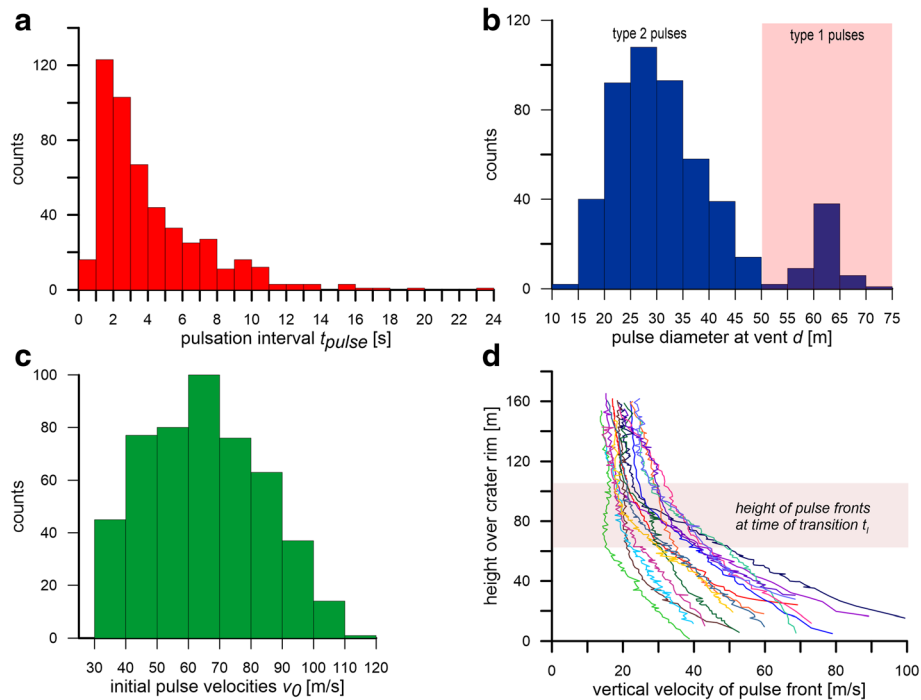 a
counts
120
80
40
0
0 2 4 6 8 10 12 14 16 18 20 22 24
pulsation interval tpulse [s]
b
type 2 pulses
type 1 pulses
counts
120
80
40
0
10 15 20 25 30 35 40 45 50 55 60 65 70 75
pulse diameter at vent d [m]
c
counts
100
80
60
40
20
0
30 40 50 60 70 80 90 100 110 120
initial pulse velocities v0 [m/s]
d
height over crater rim [m]
160
120
80
40
0
height of pulse fronts
at time of transition tI
0 20 40 60 80 100
vertical velocity of pulse front [m/s]